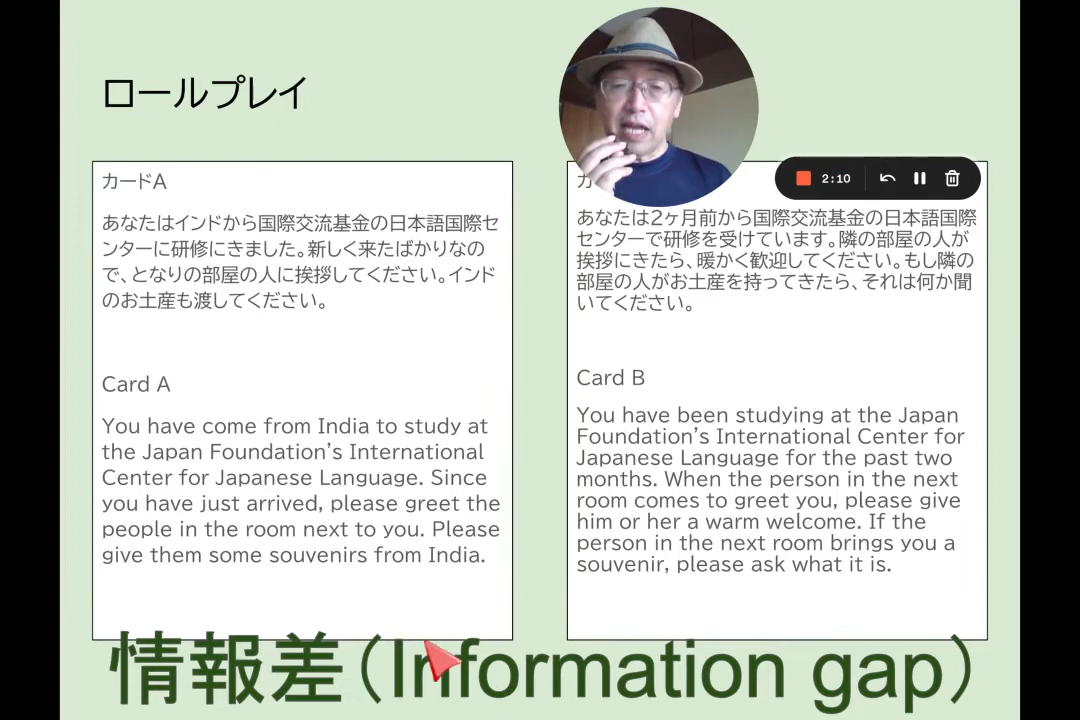 ロールプレイ
カードA
あなたはインドから国際交流基金の日本語国際セ
ンターに研修にきました。新しく来たばかりなの
で、となりの部屋の人に挨拶してください。インド
のお土産も渡してください。
Card A
You have come from India to study at
the Japan Foundation's International
Center for Japanese Language. Since
you have just arrived, please greet the
people in the room next to you. Please
give them some souvenirs from India.
2:10
カ
あなたは2ヶ月前から国際交流基金の日本語国際
センターで研修を受けています。隣の部屋の人が
挨拶にきたら、暖かく歓迎してください。もし隣の
部屋の人がお土産を持ってきたら、それは何か聞
いてください。
Card B
You have been studying at the Japan
Foundation's International Center for
Japanese Language for the past two
months. When the person in the next
room comes to greet you, please give
him or her a warm welcome. If the
person in the next room brings you a
souvenir, please ask what it is.
情報差（Information gap）